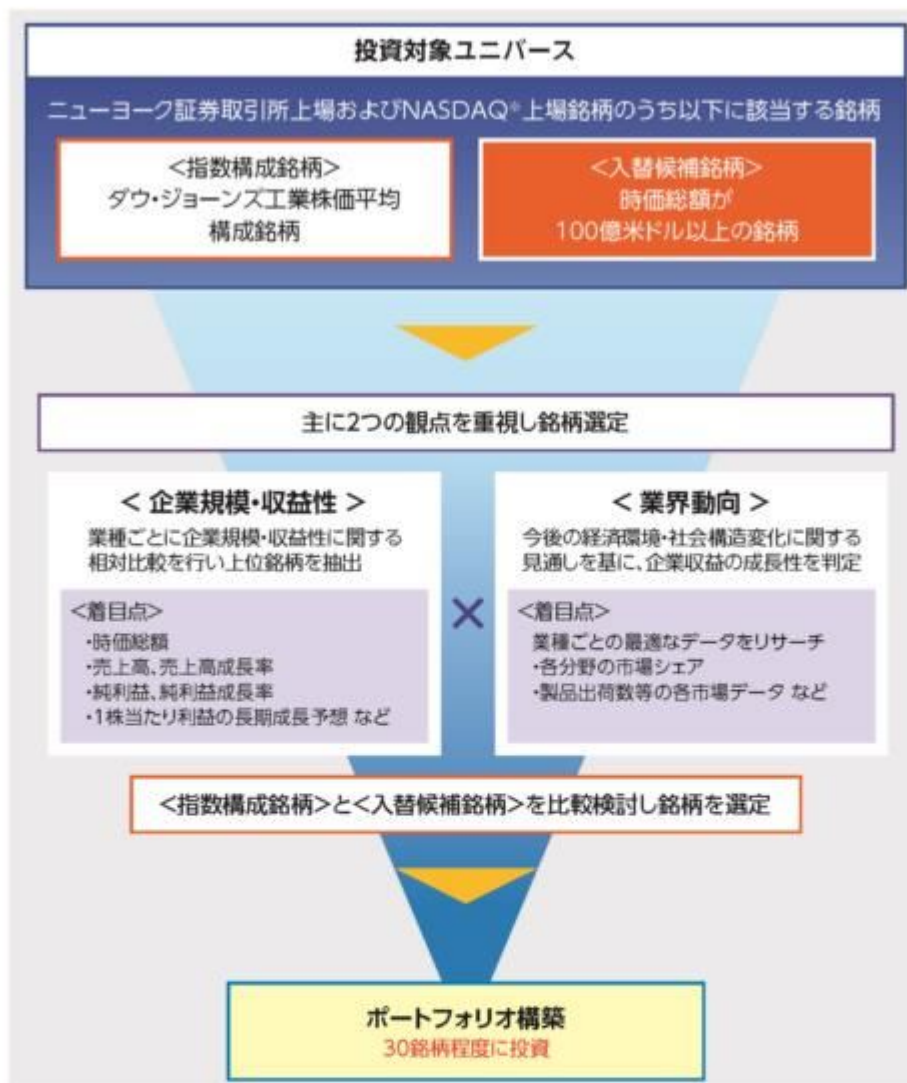 投資対象ユニバース
ニューヨーク証券取引所上場およびNASDAQ※上場銘柄のうち以下に該当する銘柄
<指数構成銘柄>
ダウ・ジョーンズ工業株価平均
構成銘柄
<入替候補銘柄>
時価総額が
100億米ドル以上の銘柄
主に2つの観点を重視し銘柄選定
< 企業規模・収益性 >
業種ごとに企業規模・収益性に関する
相対比較を行い上位銘柄を抽出
<着目点>
・時価総額
・売上高、売上高成長率
・純利益、純利益成長率
・1株当たり利益の長期成長予想 など
×
< 業界動向 >
今後の経済環境・社会構造変化に関する
見通しを基に、企業収益の成長性を判定
<着目点>
業種ごとの最適なデータをリサーチ
・各分野の市場シェア
・製品出荷数等の各市場データ など
<指数構成銘柄>と<入替候補銘柄>を比較検討し銘柄を選定
ポートフォリオ構築
30銘柄程度に投資